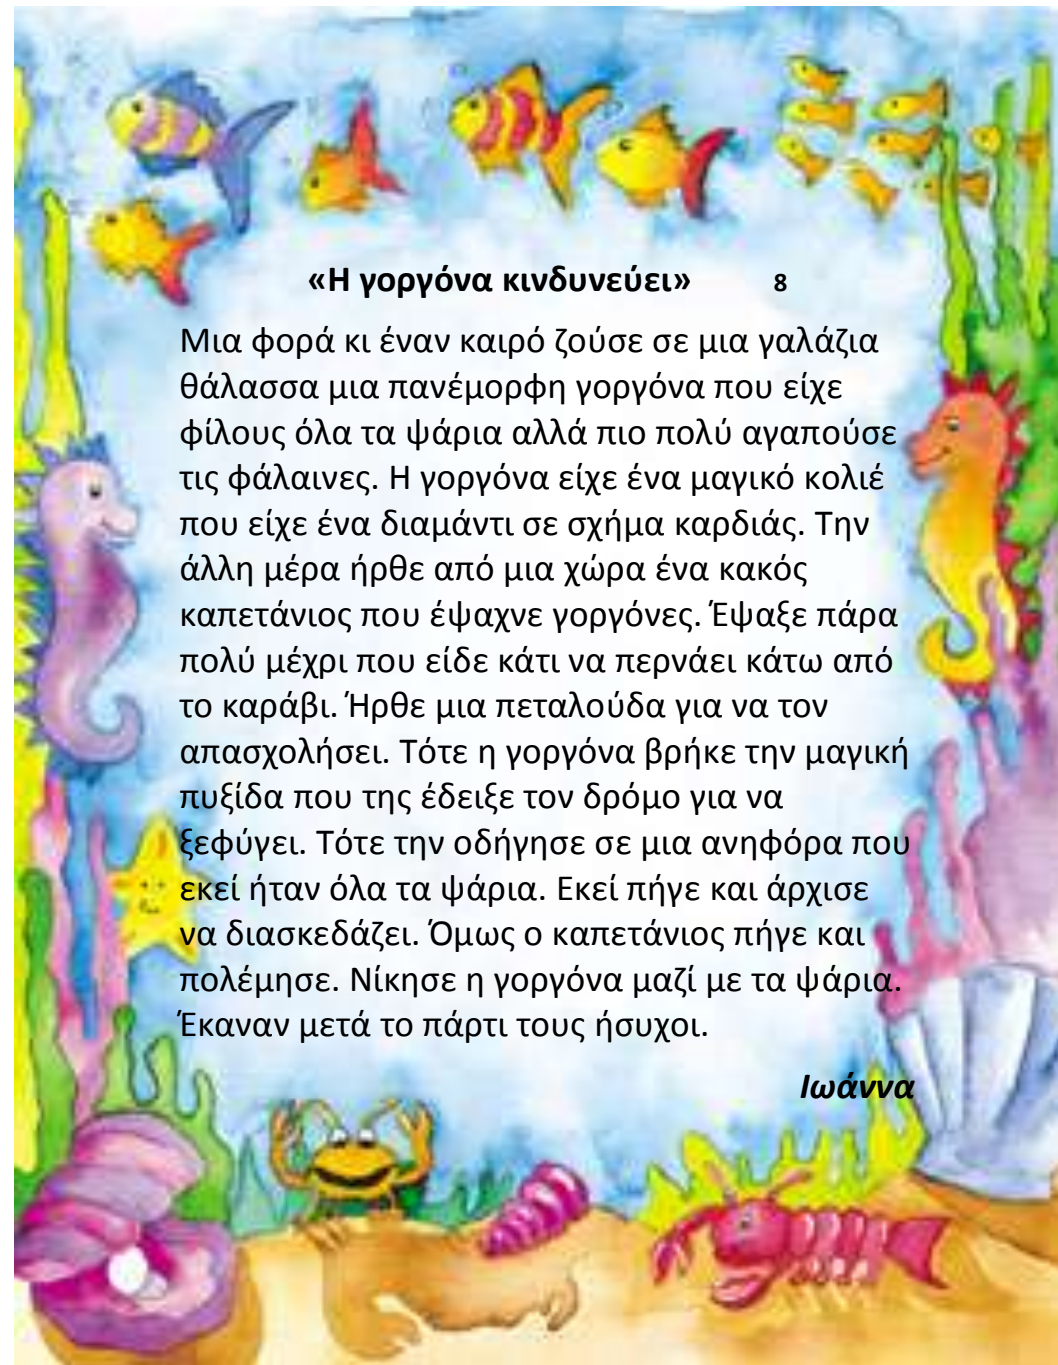 «Η γοργόνα κινδυνεύει» 8
Μια φορά κι έναν καιρό ζούσε σε μια γαλάζια
θάλασσα μια πανέμορφη γοργόνα που είχε
φίλους όλα τα ψάρια αλλά πιο πολύ αγαπούσε
τις φάλαινες. Η γοργόνα είχε ένα μαγικό κολιέ
που είχε ένα διαμάντι σε σχήμα καρδιάς. Την
άλλη μέρα ήρθε από μια χώρα ένα κακός
καπετάνιος που έψαχνε γοργόνες. Έψαξε πάρα
πολύ μέχρι που είδε κάτι να περνάει κάτω από
το καράβι. Ήρθε μια πεταλούδα για να τον
απασχολήσει. Τότε η γοργόνα βρήκε την μαγική
πυξίδα που της έδειξε τον δρόμο για να
ξεφύγει. Τότε την οδήγησε σε μια ανηφόρα που
εκεί ήταν όλα τα ψάρια. Εκεί πήγε και άρχισε
να διασκεδάζει. Όμως ο καπετάνιος πήγε και
πολέμησε. Νίκησε η γοργόνα μαζί με τα ψάρια.
Έκαναν μετά το πάρτι τους ήσυχοι.
Ιωάννα